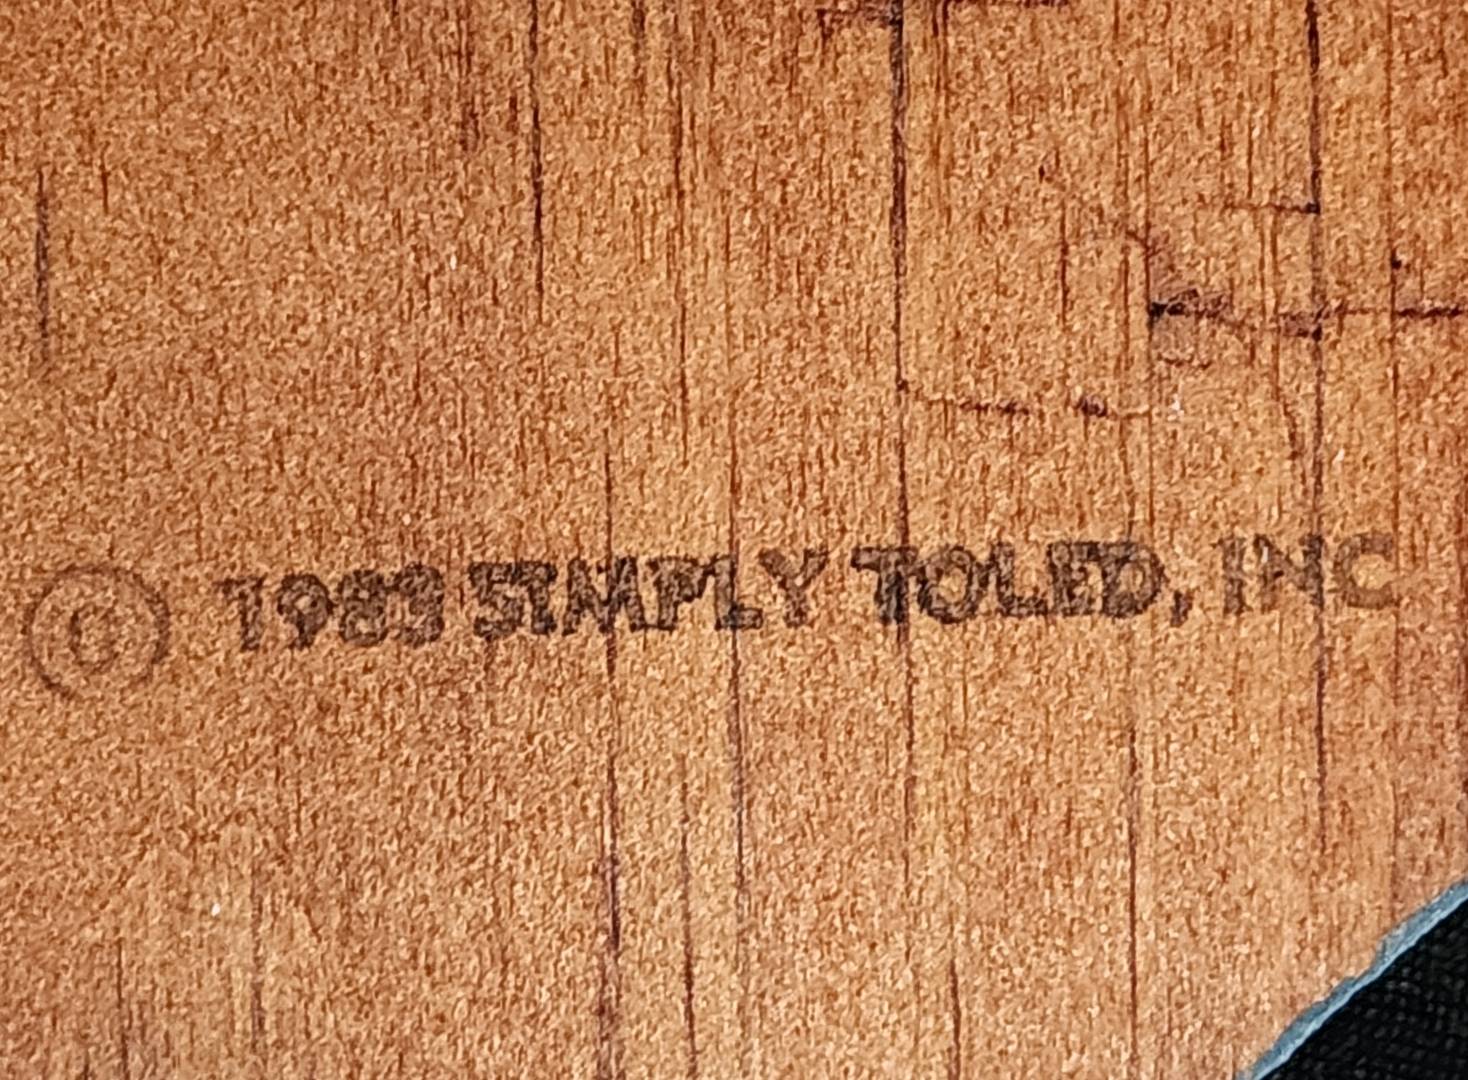 © 1983 SIMPLY TOLED, INC